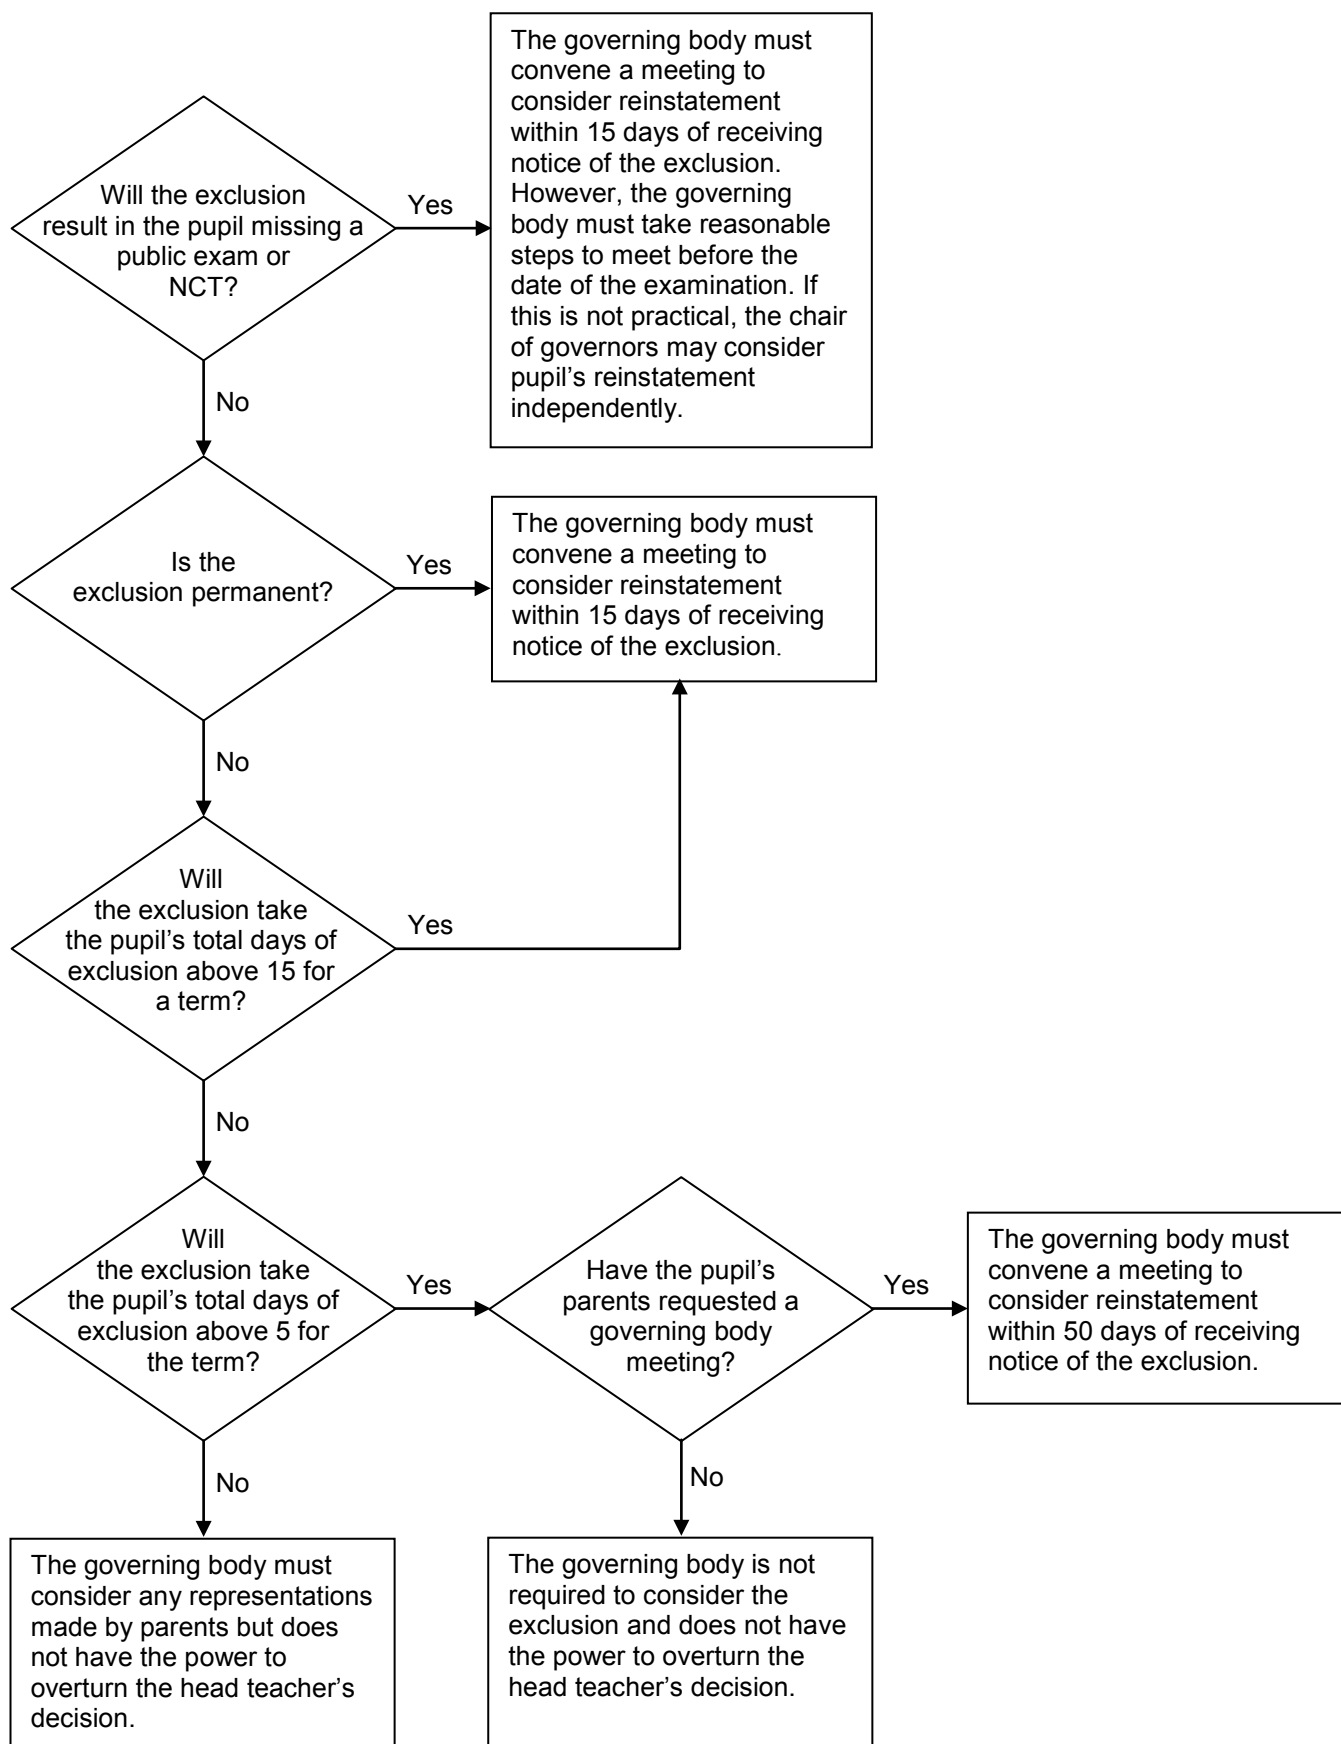 Will the exclusion
result in the pupil missing a
public exam or
NCT?
Yes
The governing body must
convene a meeting to
consider reinstatement
within 15 days of receiving
notice of the exclusion.
However, the governing
body must take reasonable
steps to meet before the
date of the examination. If
this is not practical, the chair
of governors may consider
pupil’s reinstatement
independently.
No
Is the
exclusion permanent?
Yes
The governing body must
convene a meeting to
consider reinstatement
within 15 days of receiving
notice of the exclusion.
No
Will
the exclusion take
the pupil’s total days of
exclusion above 15 for
a term?
Yes
No
Will
the exclusion take
the pupil’s total days of
exclusion above 5 for
the term?
Yes
Have the pupil’s
parents requested a
governing body
meeting?
Yes
The governing body must
convene a meeting to
consider reinstatement
within 50 days of receiving
notice of the exclusion.
No
The governing body must
consider any representations
made by parents but does
not have the power to
overturn the head teacher’s
decision.
No
The governing body is not
required to consider the
exclusion and does not have
the power to overturn the
head teacher’s decision.